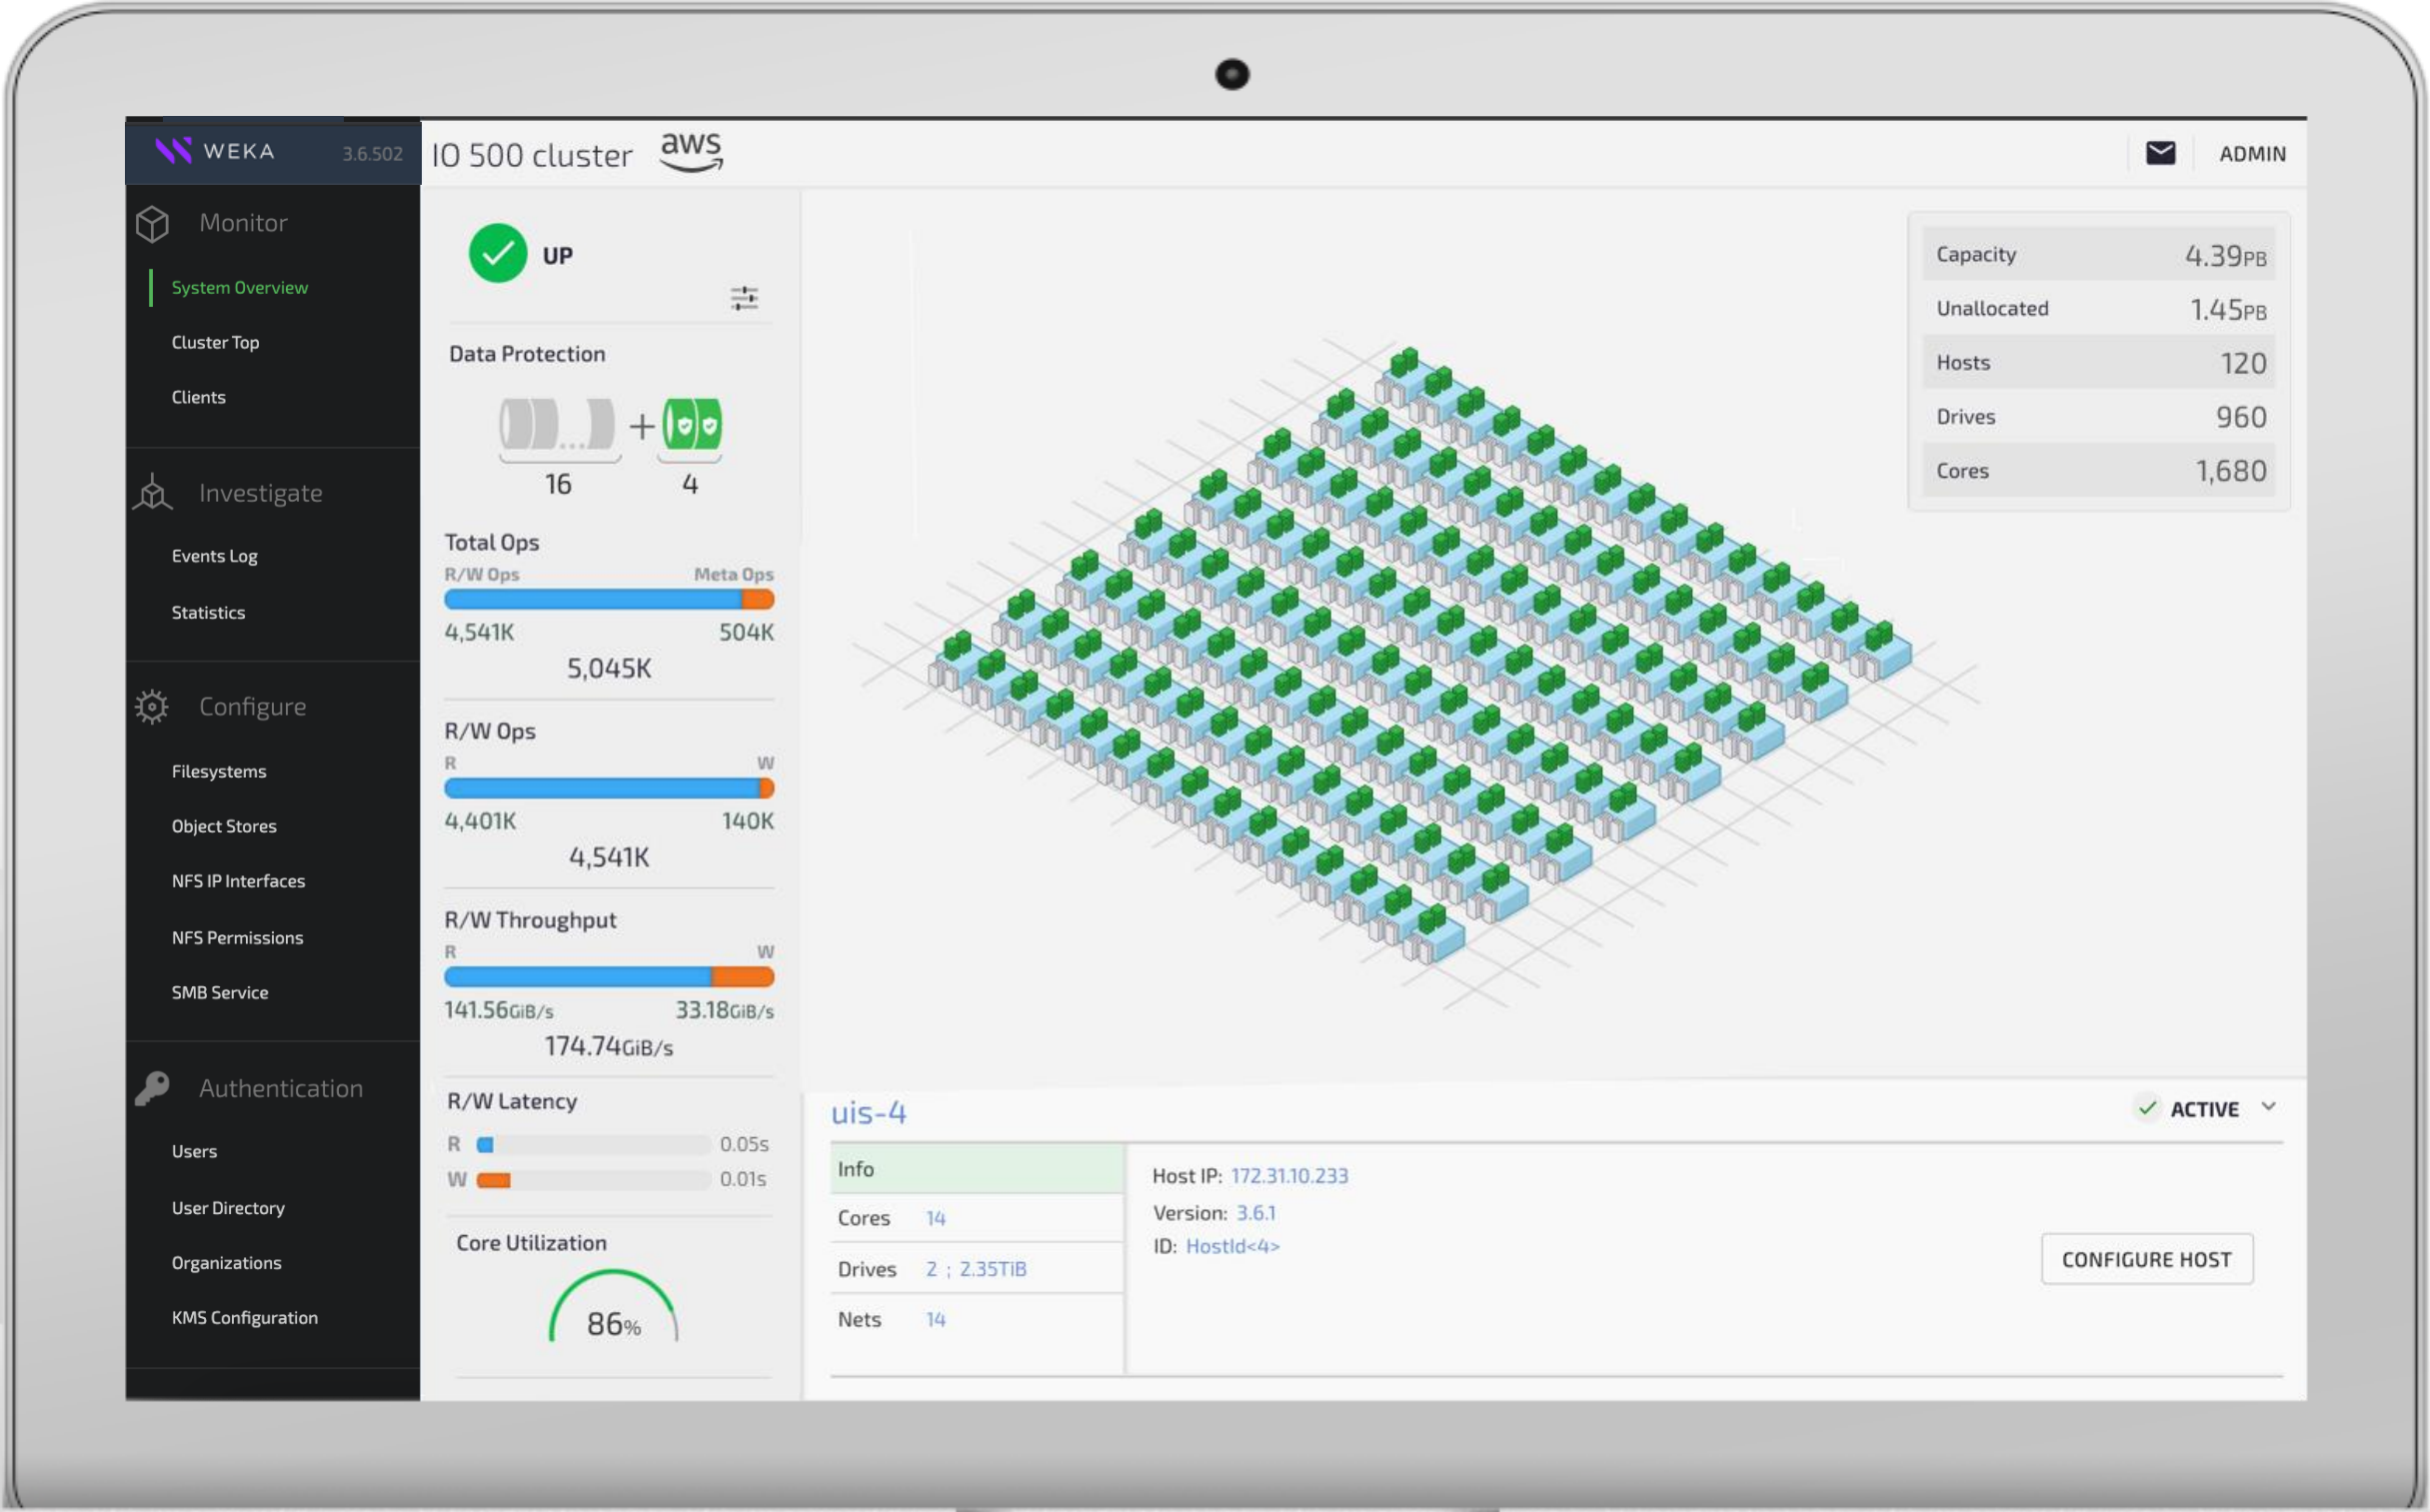 WEKA 3.6.502
IO 500 cluster aws
ADMIN
Monitor
System Overview
Cluster Top
Clients
Investigate
Events Log
Statistics
Configure
Filesystems
Object Stores
NFS IP Interfaces
NFS Permissions
SMB Service
Authentication
Users
User Directory
Organizations
KMS Configuration
UP
Data Protection
... +
16 4
Total Ops
R/W Ops Meta Ops
4,541K 504K
5,045K
R/W Ops
R W
4,401K 140K
4,541K
R/W Throughput
R W
141.56GiB/s 33.18GiB/s
174.74GiB/s
R/W Latency
R 0.05s
W 0.01s
Core Utilization
86%
Capacity 4.39PB
Unallocated 1.45PB
Hosts 120
Drives 960
Cores 1,680
uis-4
ACTIVE
Info
Cores 14
Drives 2 ; 2.35TiB
Nets 14
Host IP: 172.31.10.233
Version: 3.6.1
ID: HostId<4>
CONFIGURE HOST